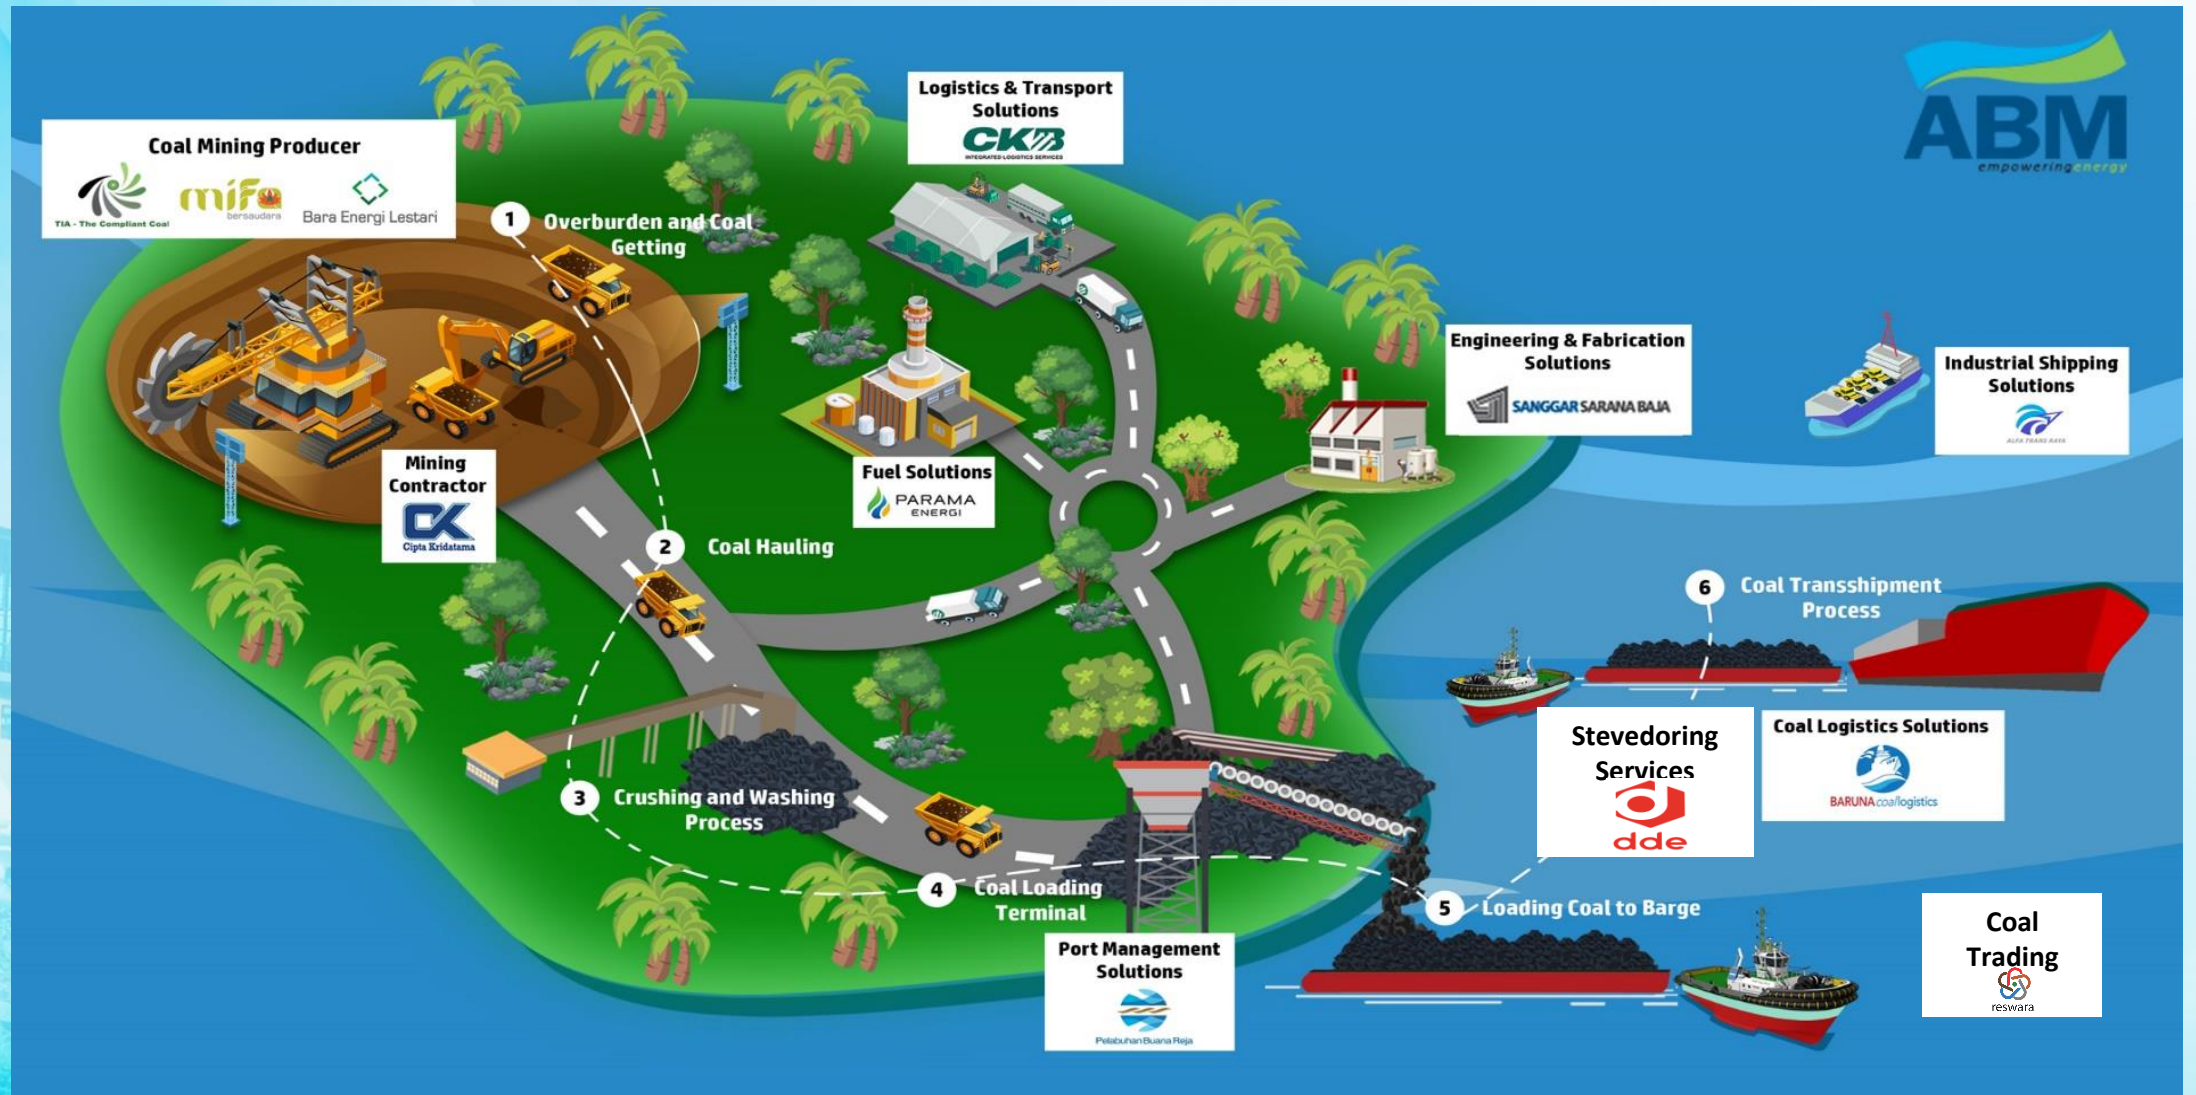 Logistics & Transport
Solutions
CKB
INTEGRATED LOGISTICS SERVICES
ABM
empoweringenergy
Coal Mining Producer
TIA - The Compliant Coal
mifa
bersaudara
Bara Energi Lestari
1
Overburden and Coal
Getting
Engineering & Fabrication
Solutions
SANGGAR SARANA BAJA
Industrial Shipping
Solutions
ALFA TRANS RAYA
Mining
Contractor
CK
Cipta Kridatama
Fuel Solutions
PARAMA
ENERGI
2
Coal Hauling
6
Coal Transshipment
Process
Stevedoring
Services
dde
Coal Logistics Solutions
BARUNA coallogistics
3
Crushing and Washing
Process
4
Coal Loading
Terminal
5
Loading Coal to Barge
Port Management
Solutions
Pelabuhan Buana Reja
Coal
Trading
reswara